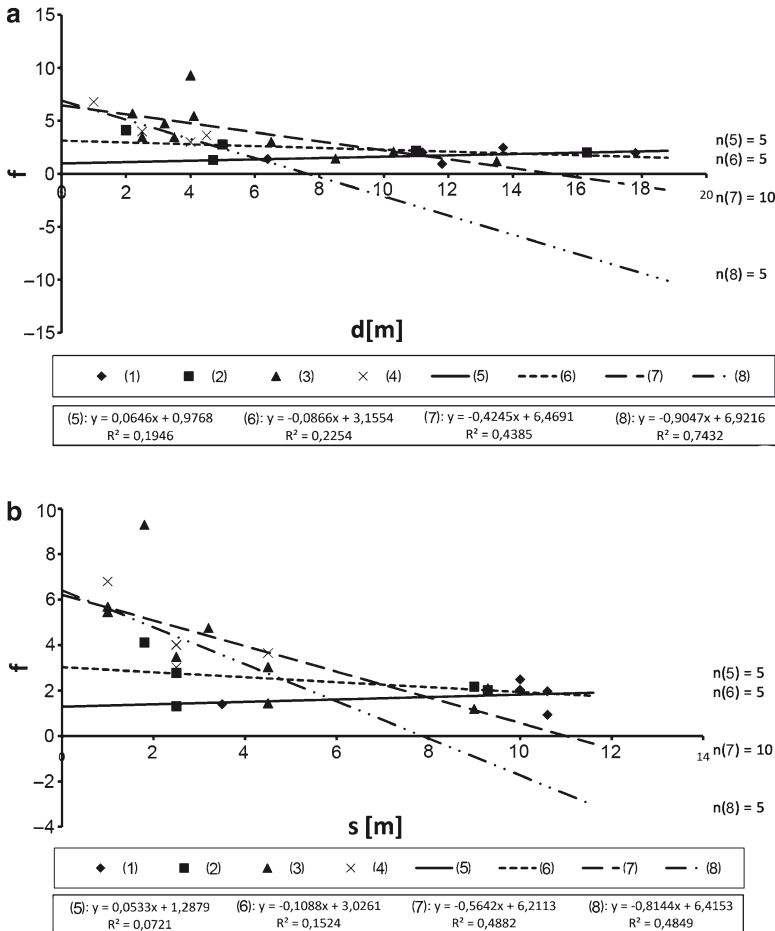 a
15
10
5
n(5) = 5
n(6) = 5
f
0
0 2 4 6 8 10 12 14 16 18 20
n(7) = 10
–5
n(8) = 5
–10
–15
d[m]
(1) (2) (3) (4) (5) (6) (7) (8)
(5): y = 0,0646x + 0,9768 (6): y = -0,0866x + 3,1554 (7): y = -0,4245x + 6,4691 (8): y = -0,9047x + 6,9216
R² = 0,1946 R² = 0,2254 R² = 0,4385 R² = 0,7432
b
10
8
6
4
f
n(5) = 5
2
n(6) = 5
0
0 2 4 6 8 10 12 14
n(7) = 10
–2
n(8) = 5
–4
s [m]
(1) (2) (3) (4) (5) (6) (7) (8)
(5): y = 0,0533x + 1,2879 (6): y = -0,1088x + 3,0261 (7): y = -0,5642x + 6,2113 (8): y = -0,8144x + 6,4153
R² = 0,0721 R² = 0,1524 R² = 0,4882 R² = 0,4849